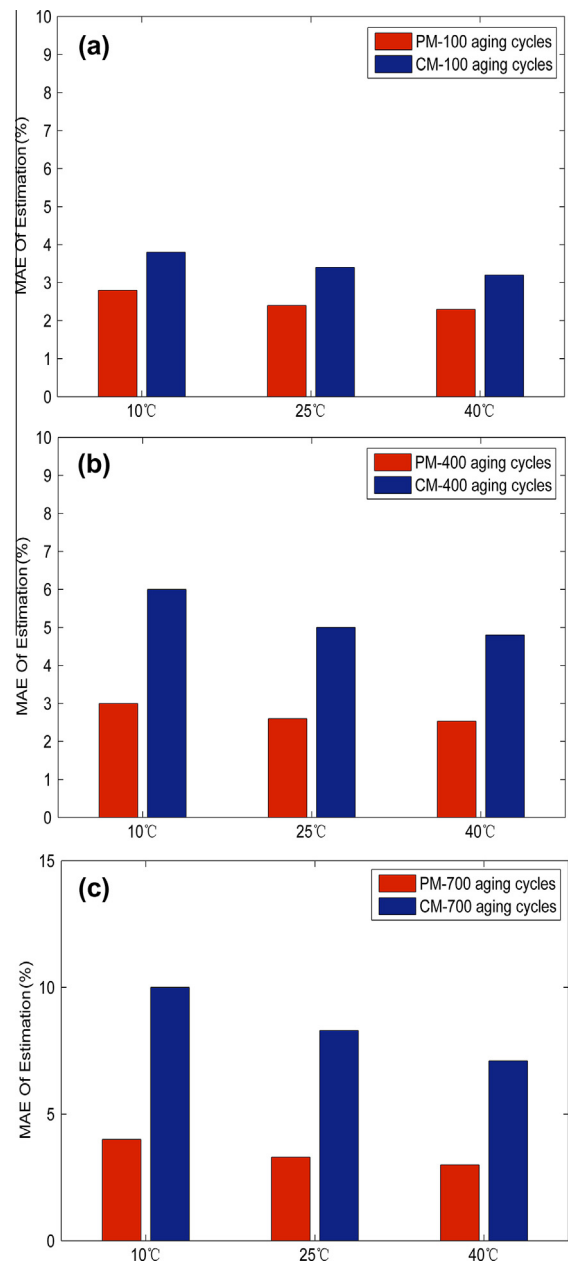 (a)
PM-100 aging cycles
CM-100 aging cycles
MAE Of Estimation(%)
10
9
8
7
6
5
4
3
2
1
0
10℃ 25℃ 40℃
(b)
PM-400 aging cycles
CM-400 aging cycles
MAE Of Estimation(%)
10
9
8
7
6
5
4
3
2
1
0
10℃ 25℃ 40℃
(c)
PM-700 aging cycles
CM-700 aging cycles
MAE Of Estimation(%)
15
10
5
0
10℃ 25℃ 40℃